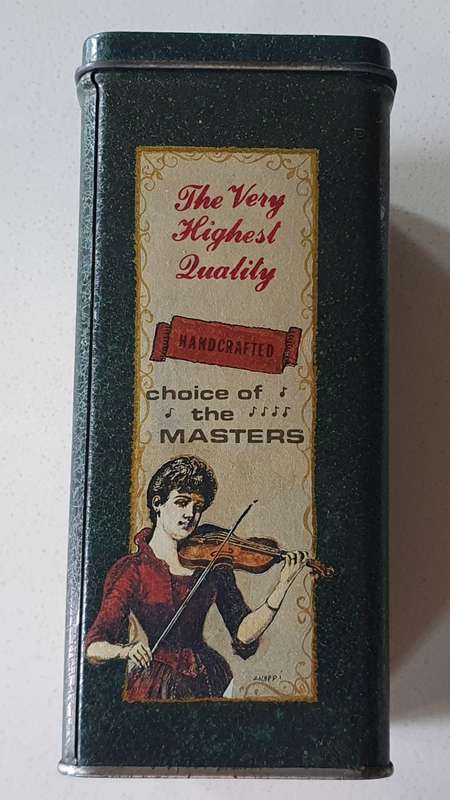 The Very
Highest
Quality
HANDCRAFTED
choice of
the
MASTERS